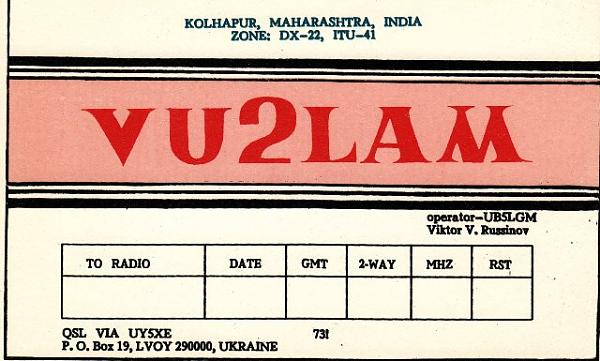 KOLHAPUR, MAHARASHTRA, INDIA
ZONE: DX-22, ITU-41
VU2LAM
operator-UB5LGM
Viktor V. Russinov
TO RADIO DATE GMT 2-WAY MHZ RST
QSL VIA UY5XE 73!
P. O. Box 19, LVOY 290000, UKRAINE